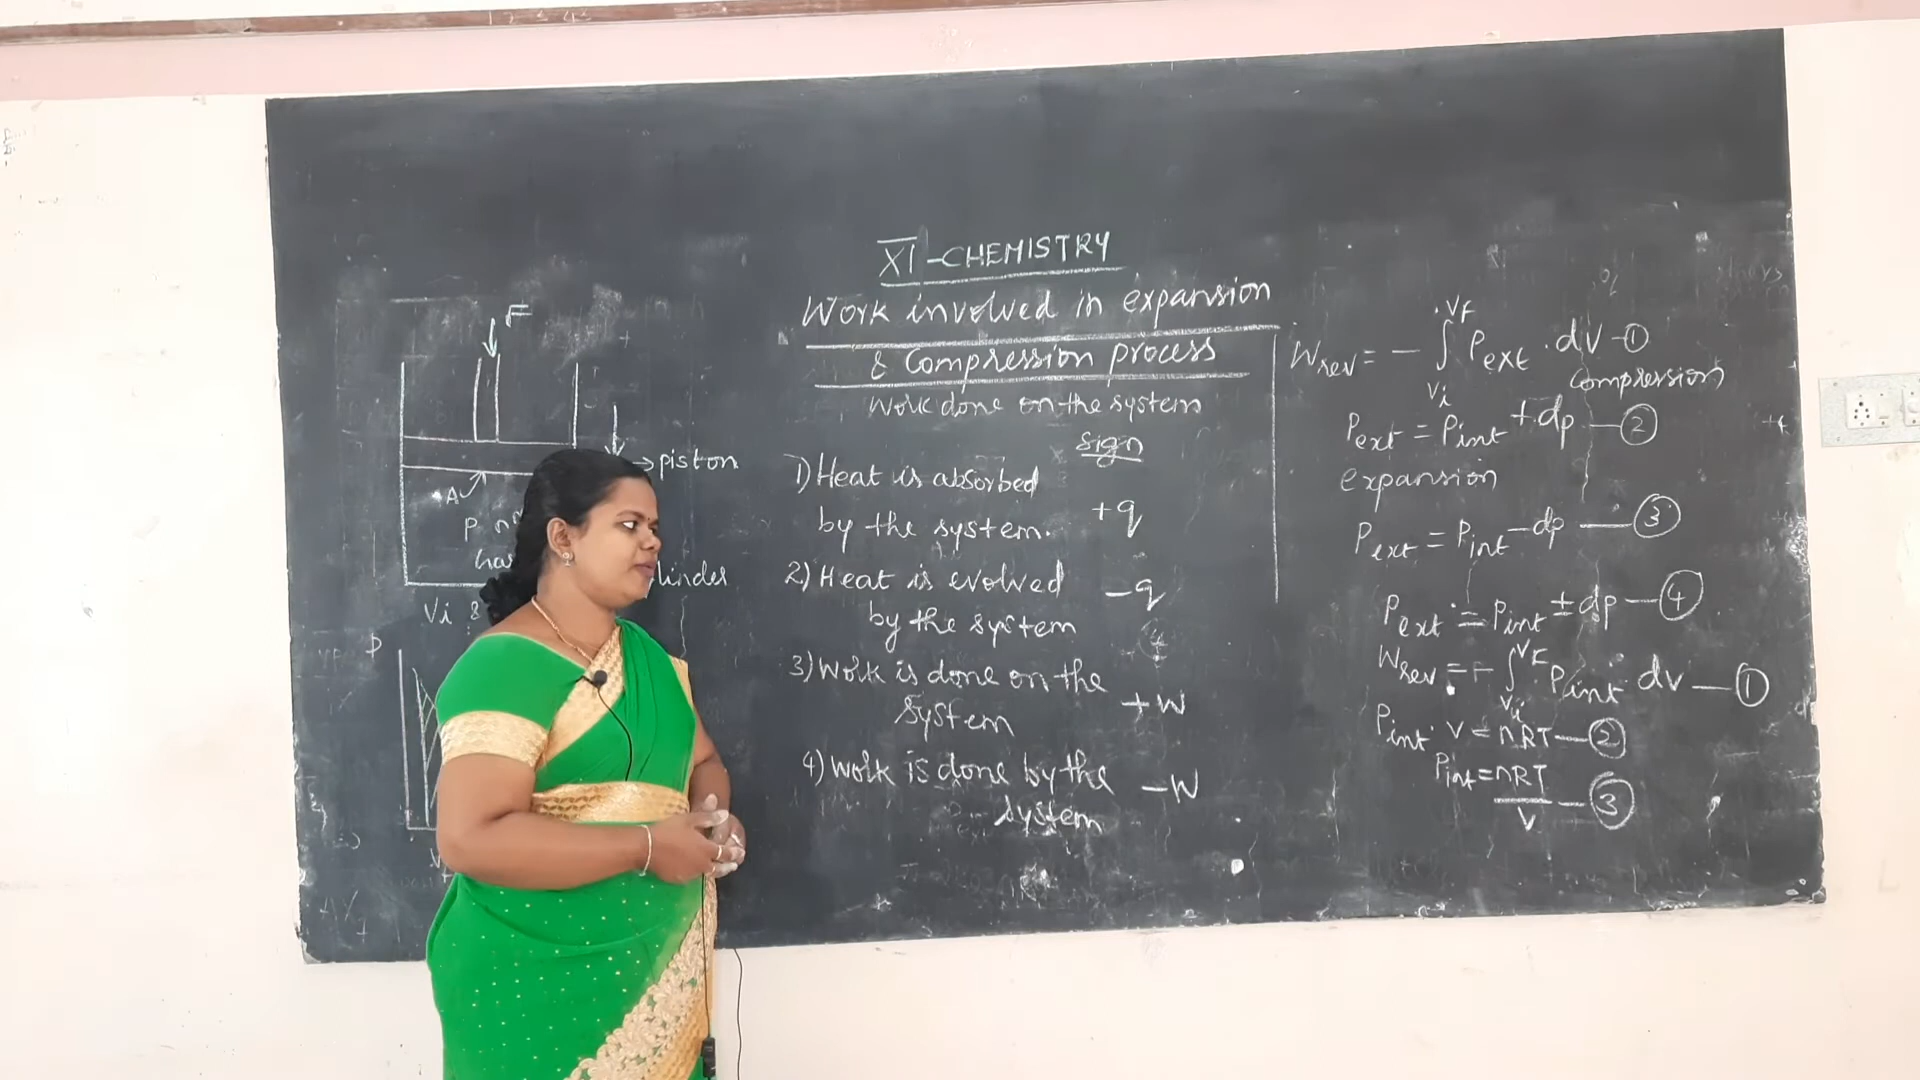 XI-CHEMISTRY
Work involved in expansion
& Compression process
Work done on the system
sign
1) Heat is absorbed
by the system. +q
2) Heat is evolved -q
by the system
3) Work is done on the
system +W
4) Work is done by the -W
system
F
→ piston
A
P
Vi &
linder
P
Wrev = - ∫ Vi VF Pext . dV - ①
Compression
Pext = Pint + dp — ②
expansion
Pext = Pint - dp — ③
Pext = Pint ± dp — ④
Wrev = - ∫ Vi VF Pint . dV — ①
Pint . V = nRT — ②
Pint = nRT / V — ③